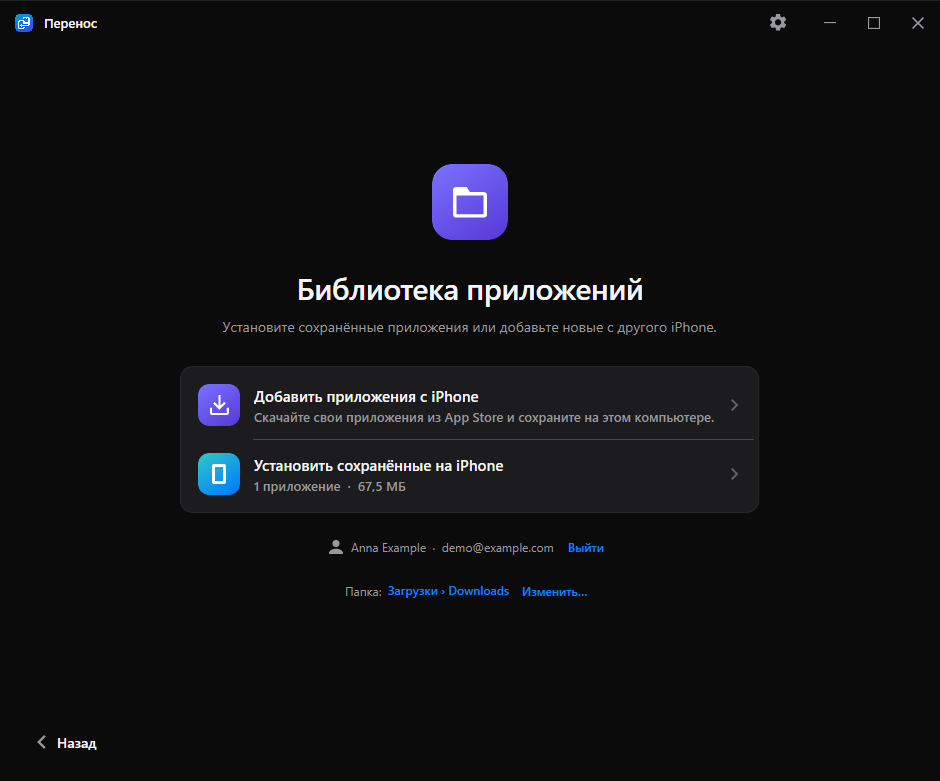 Перенос
Библиотека приложений
Установите сохранённые приложения или добавьте новые с другого iPhone.
Добавить приложения с iPhone
Скачайте свои приложения из App Store и сохраните на этом компьютере.
Установить сохранённые на iPhone
1 приложение · 67,5 МБ
Anna Example · demo@example.com Выйти
Папка: Загрузки › Downloads Изменить...
Назад